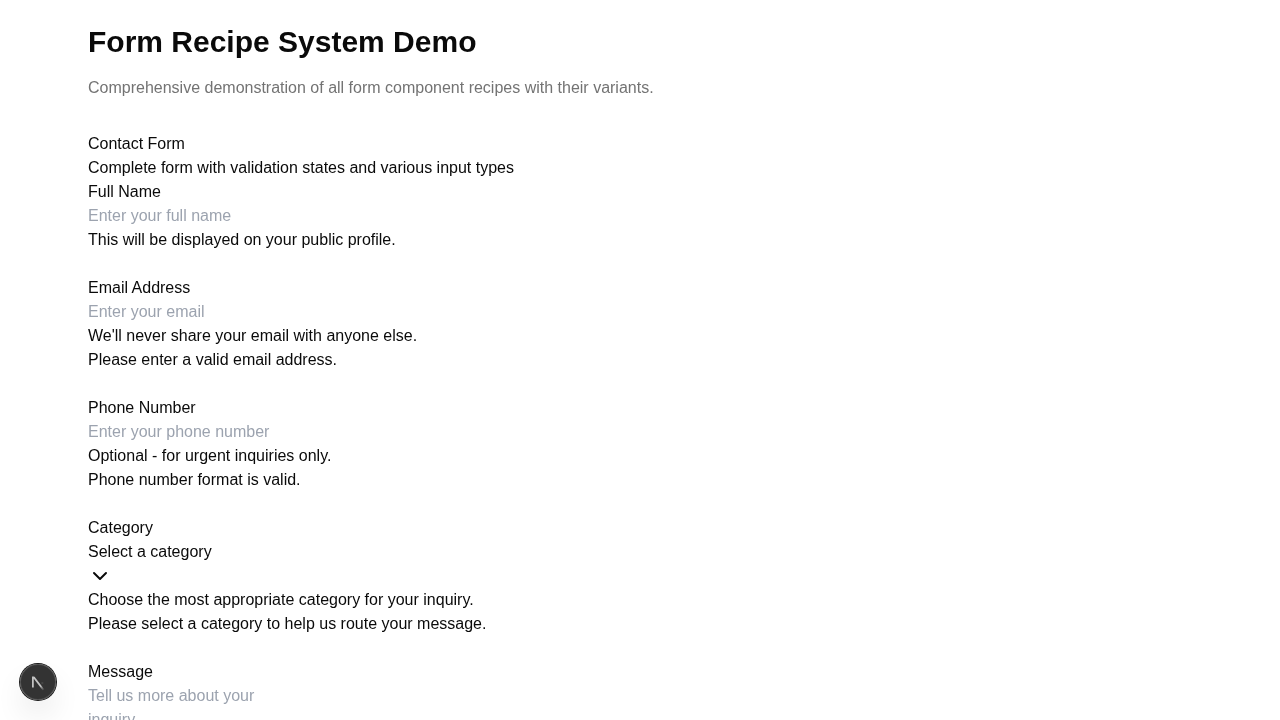 Form Recipe System Demo
Comprehensive demonstration of all form component recipes with their variants.
Contact Form
Complete form with validation states and various input types
Full Name
Enter your full name
This will be displayed on your public profile.
Email Address
Enter your email
We'll never share your email with anyone else.
Please enter a valid email address.
Phone Number
Enter your phone number
Optional - for urgent inquiries only.
Phone number format is valid.
Category
Select a category
Choose the most appropriate category for your inquiry.
Please select a category to help us route your message.
Message
Tell us more about your
inquiry